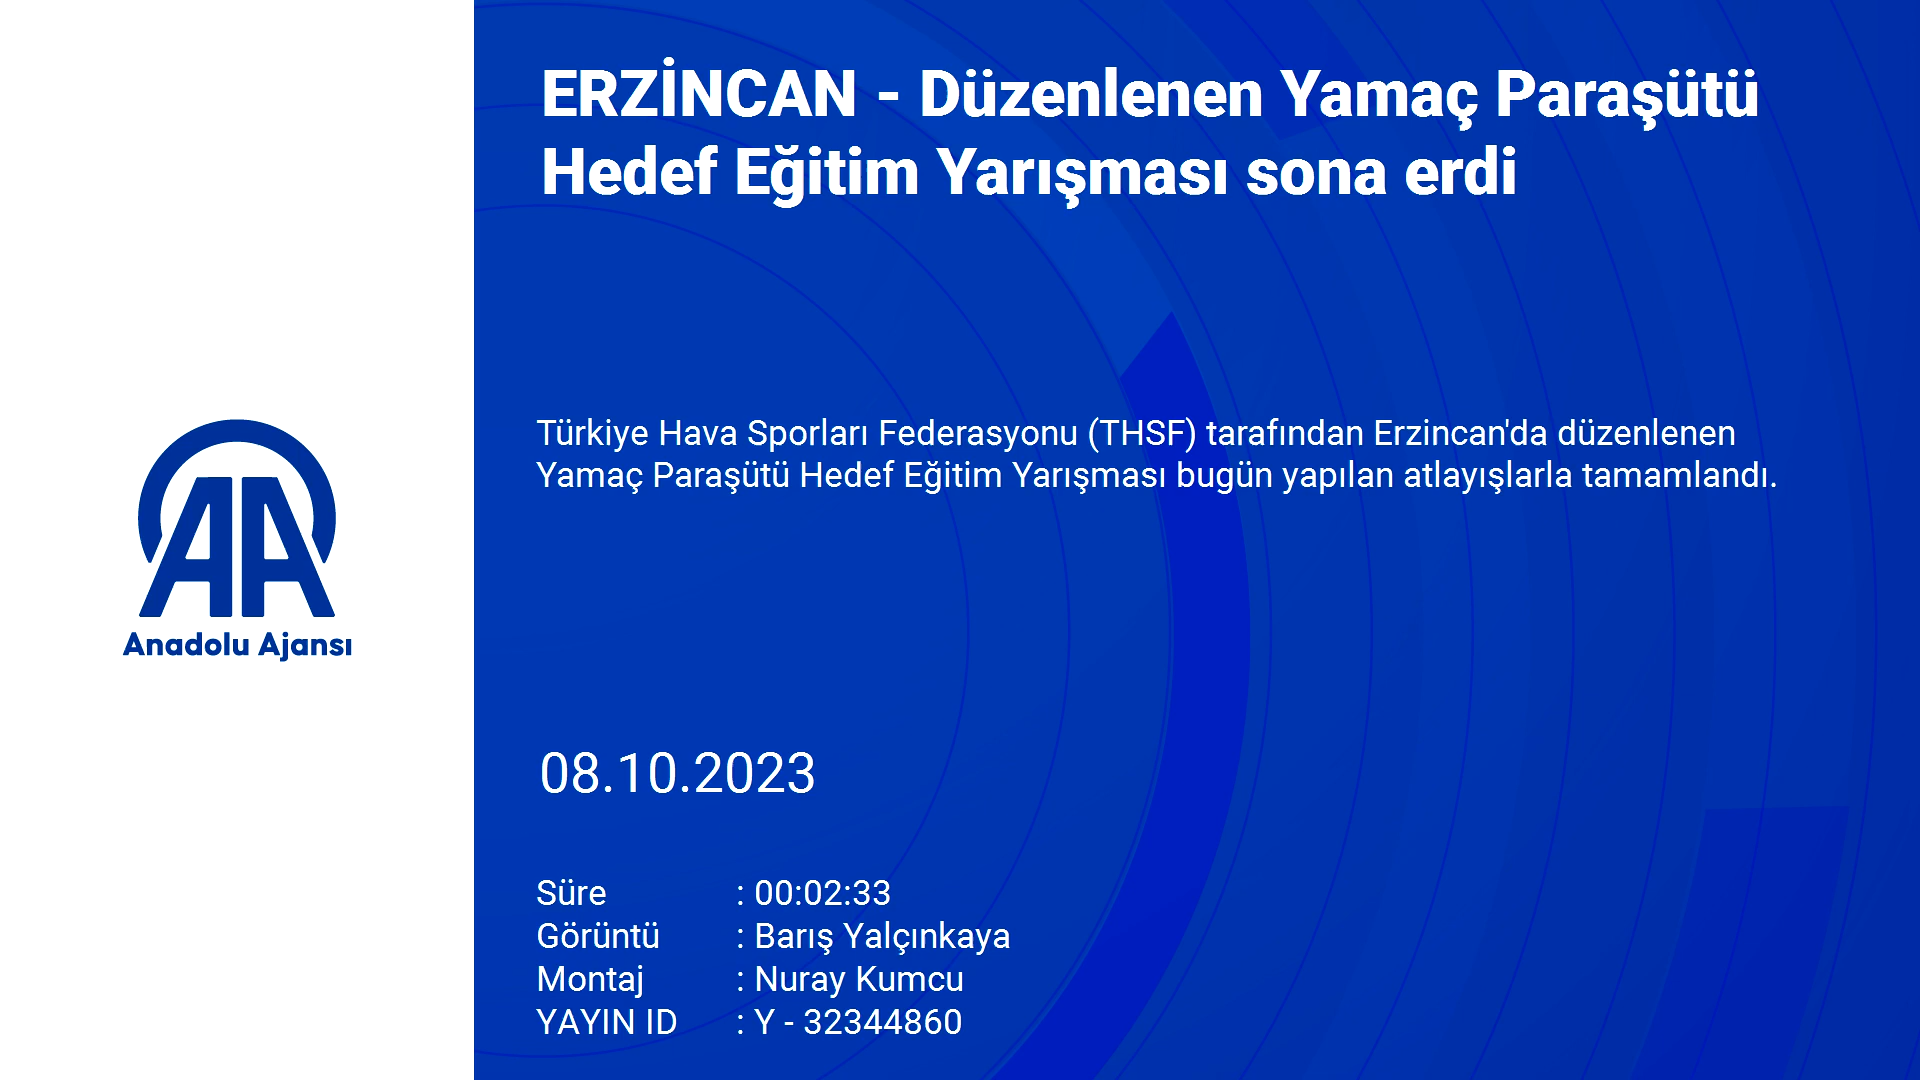 ERZİNCAN - Düzenlenen Yamaç Paraşütü
Hedef Eğitim Yarışması sona erdi
Türkiye Hava Sporları Federasyonu (THSF) tarafından Erzincan'da düzenlenen
Yamaç Paraşütü Hedef Eğitim Yarışması bugün yapılan atlayışlarla tamamlandı.
AA
Anadolu Ajansı
08.10.2023
Süre : 00:02:33
Görüntü : Barış Yalçınkaya
Montaj : Nuray Kumcu
YAYIN ID : Y - 32344860